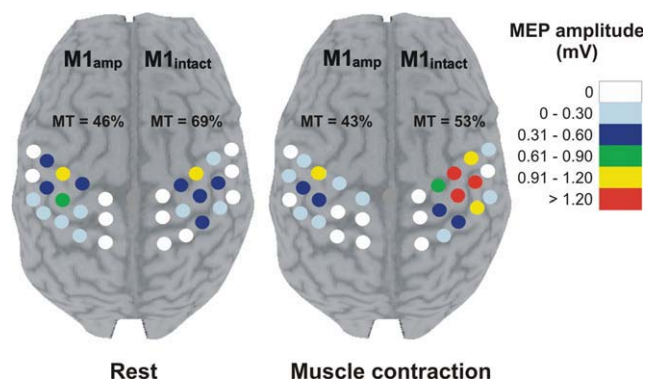 MEP amplitude
(mV)
M1amp M1intact
MT = 46% MT = 69%
M1amp M1intact
MT = 43% MT = 53%
0
0 - 0.30
0.31 - 0.60
0.61 - 0.90
0.91 - 1.20
> 1.20
Rest
Muscle contraction